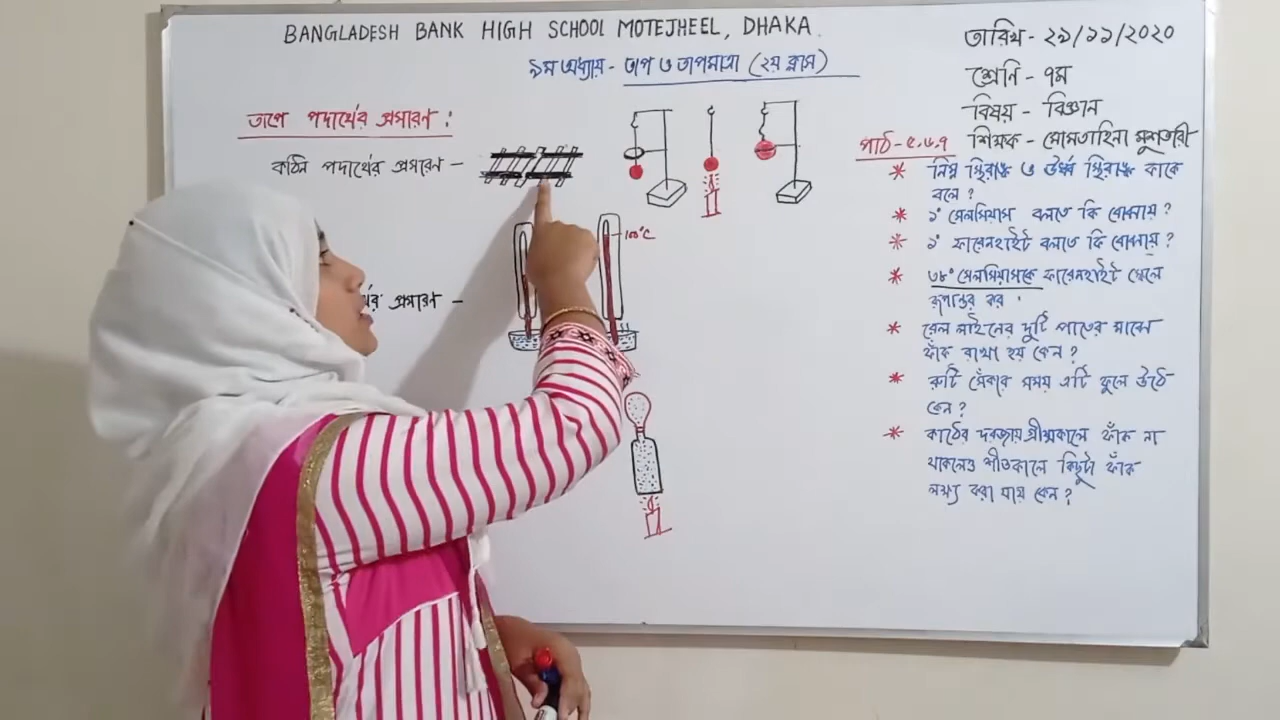 BANGLADESH BANK HIGH SCHOOL MOTEJHEEL, DHAKA.
৯ম অধ্যায় - তাপ ও তাপমাত্রা (২য় ক্লাস)
তারিখ - ২৯/১১/২০২০
শ্রেণি - ৭ম
বিষয় - বিজ্ঞান
শিক্ষক - মোমতাহিনা মুশতারী
তাপে পদার্থের প্রসারণ :
কঠিন পদার্থের প্রসারণ -
র্থের প্রসারণ -
100°C
পাঠ - ৫,৬,৭
* নিম্ন স্থিরাঙ্ক ও ঊর্ধ্ব স্থিরাঙ্ক কাকে
বলে ?
* ১° সেলসিয়াস বলতে কি বোঝায় ?
* ১° ফারেনহাইট বলতে কি বোঝায় ?
* ৩৮° সেলসিয়াসকে ফারেনহাইট স্কেলে
রূপান্তর কর ।
* রেল লাইনের দুটি পাতের মাঝে
ফাঁক রাখা হয় কেন ?
* রুটি সেঁকার সময় এটি ফুলে উঠে
কেন ?
* কাঠের দরজায় গ্রীষ্মকালে ফাঁক না
থাকলেও শীতকালে কিছুটা ফাঁক
লক্ষ্য করা যায় কেন ?